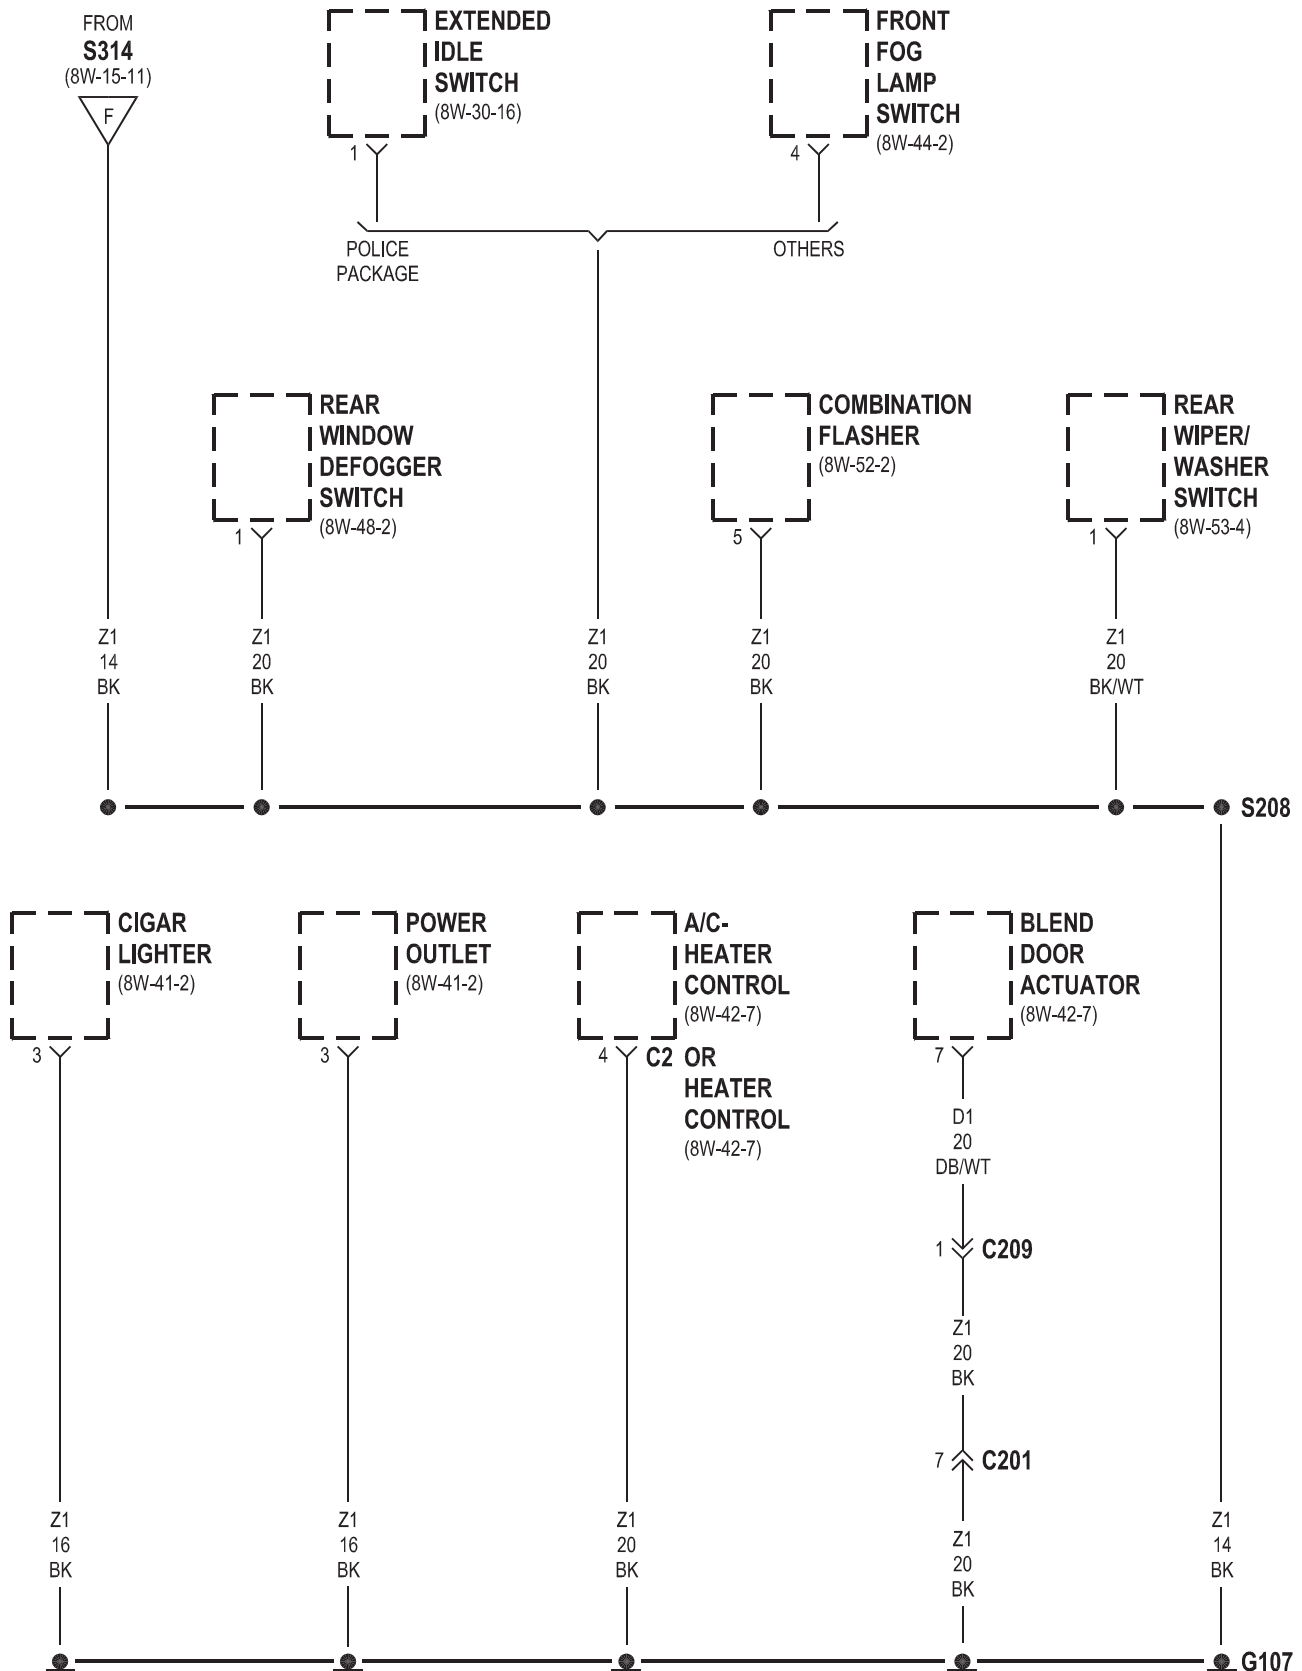 FROM
S314
(8W-15-11)
F
EXTENDED
IDLE
SWITCH
(8W-30-16)
1
FRONT
FOG
LAMP
SWITCH
(8W-44-2)
4
POLICE
PACKAGE
OTHERS
REAR
WINDOW
DEFOGGER
SWITCH
(8W-48-2)
1
COMBINATION
FLASHER
(8W-52-2)
5
REAR
WIPER/
WASHER
SWITCH
(8W-53-4)
1
Z1
14
BK
Z1
20
BK
Z1
20
BK
Z1
20
BK
Z1
20
BK/WT
S208
CIGAR
LIGHTER
(8W-41-2)
3
POWER
OUTLET
(8W-41-2)
3
A/C-
HEATER
CONTROL
(8W-42-7)
4
C2 OR
HEATER
CONTROL
(8W-42-7)
BLEND
DOOR
ACTUATOR
(8W-42-7)
7
D1
20
DB/WT
1 C209
Z1
20
BK
7 C201
Z1
16
BK
Z1
16
BK
Z1
20
BK
Z1
20
BK
Z1
14
BK
G107